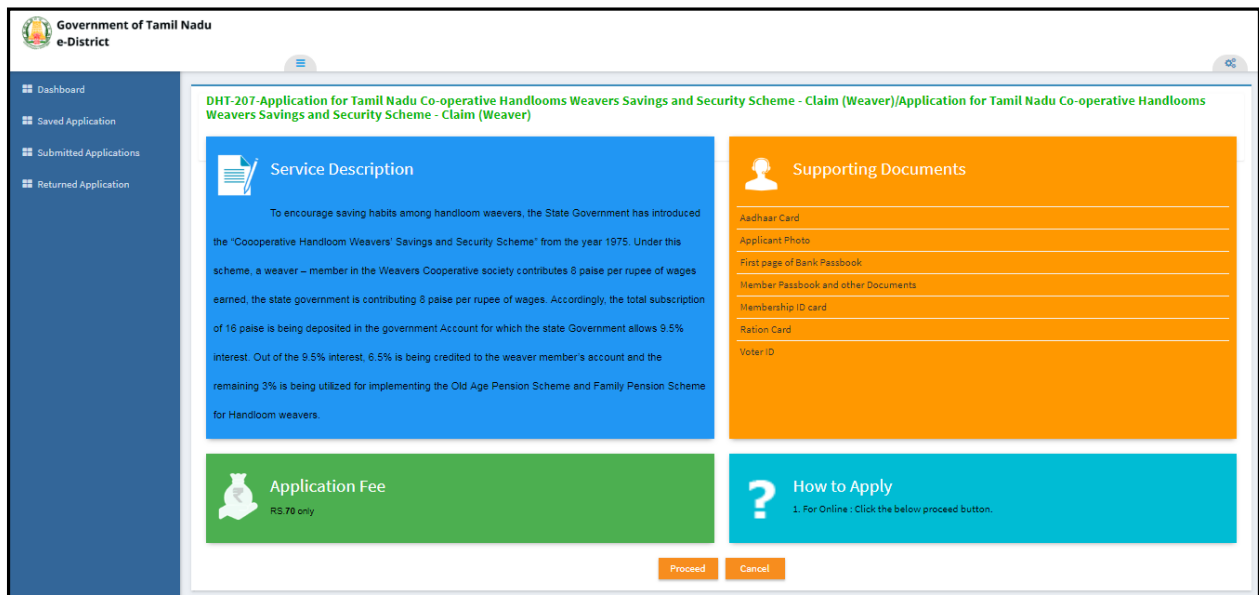 Government of Tamil Nadu
e-District
Dashboard
Saved Application
Submitted Applications
Returned Application
DHT-207-Application for Tamil Nadu Co-operative Handlooms Weavers Savings and Security Scheme - Claim (Weaver)/Application for Tamil Nadu Co-operative Handlooms
Weavers Savings and Security Scheme - Claim (Weaver)
Service Description
To encourage saving habits among handloom waevers, the State Government has introduced
the “Coooperative Handloom Weavers’ Savings and Security Scheme” from the year 1975. Under this
scheme, a weaver – member in the Weavers Cooperative society contributes 8 paise per rupee of wages
earned, the state government is contributing 8 paise per rupee of wages. Accordingly, the total subscription
of 16 paise is being deposited in the government Account for which the state Government allows 9.5%
interest. Out of the 9.5% interest, 6.5% is being credited to the weaver member’s account and the
remaining 3% is being utilized for implementing the Old Age Pension Scheme and Family Pension Scheme
for Handloom weavers.
Supporting Documents
Aadhaar Card
Applicant Photo
First page of Bank Passbook
Member Passbook and other Documents
Membership ID card
Ration Card
Voter ID
Application Fee
RS.70 only
How to Apply
1. For Online : Click the below proceed button.
Proceed
Cancel